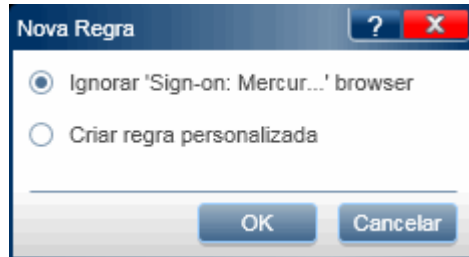 Nova Regra
?
X
Ignorar 'Sign-on: Mercur...' browser
Criar regra personalizada
OK
Cancelar